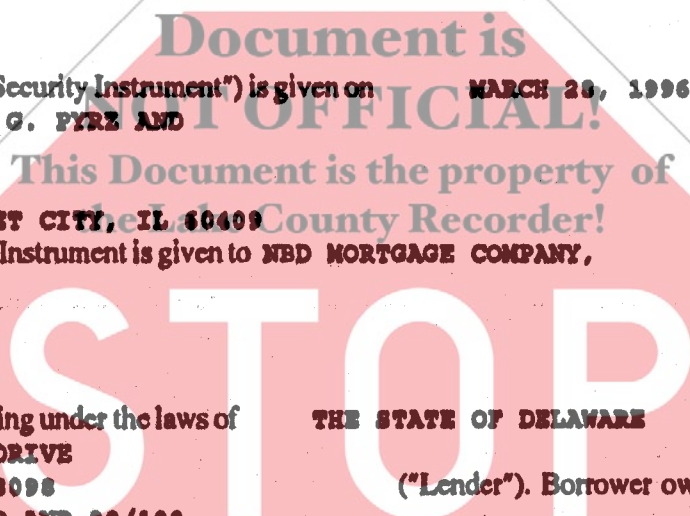 Document is
Security Instrument") is given on MARCH 28, 1996
NOT OFFICIAL!
G. PYRZ AND
This Document is the property of
ST CITY, IL 60409
the Lake County Recorder!
Instrument is given to NBD MORTGAGE COMPANY,
STOP
ing under the laws of THE STATE OF DELAWARE
DRIVE
8098
("Lender"). Borrower ow